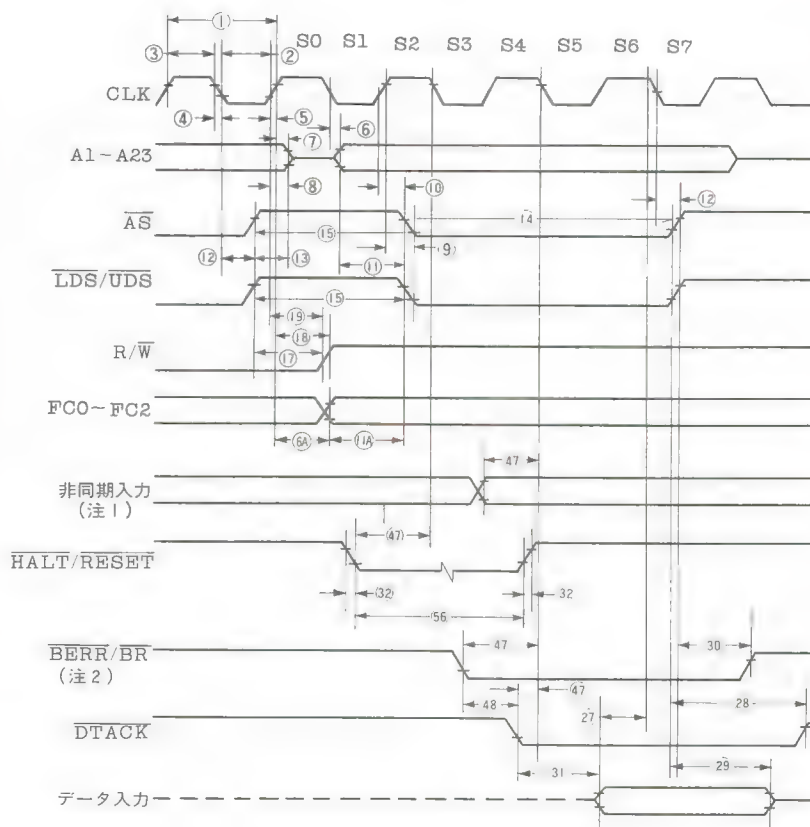 ①
S0 S1 S2 S3 S4 S5 S6 S7
③ ②
CLK
④ ⑤ ⑥
⑦
A1~A23
⑧ ⑩ ⑫
AS
14
⑮
⑫ ⑬ ⑪ (9)
LDS/UDS
⑮
⑲
R/W
⑱
⑰
FC0~FC2
(6A) (11A)
47
非同期入力
(注1)
(47)
HALT/RESET
(32) 32
(56
BERR/BR
47 30
(注2)
(47
48 27 28
DTACK
31 29
データ入力